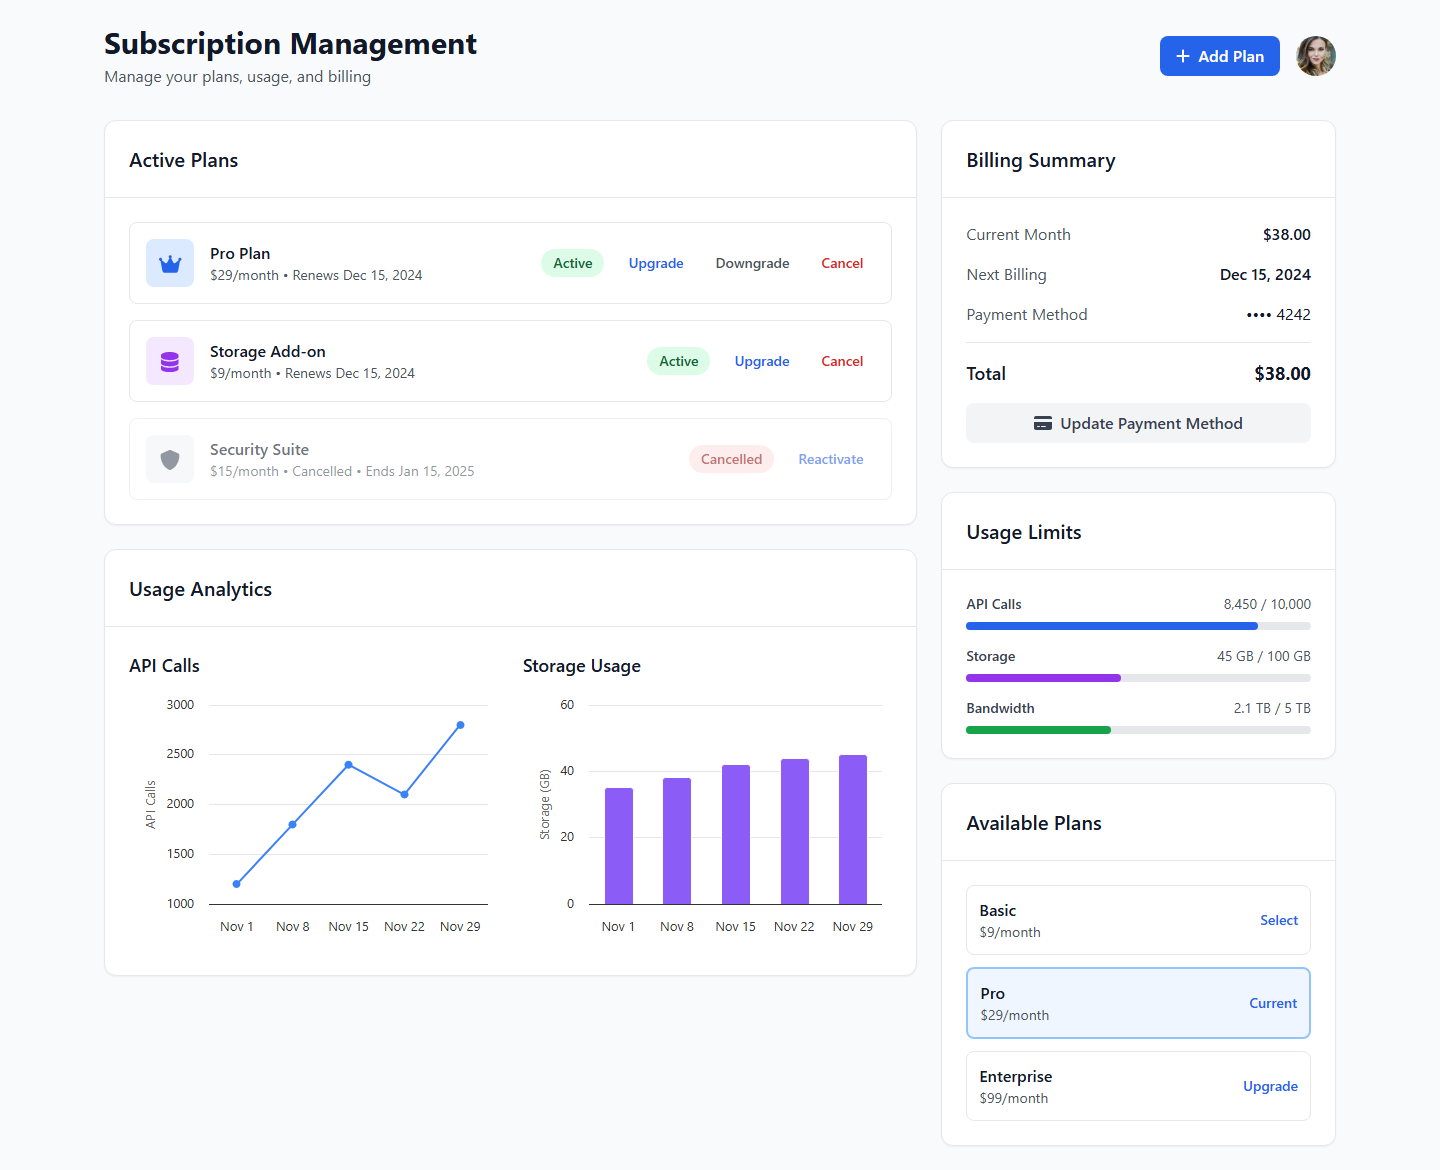 Subscription Management
Manage your plans, usage, and billing
Add Plan
Active Plans
Pro Plan
$29/month • Renews Dec 15, 2024
Active
Upgrade
Downgrade
Cancel
Storage Add-on
$9/month • Renews Dec 15, 2024
Active
Upgrade
Cancel
Security Suite
$15/month • Cancelled • Ends Jan 15, 2025
Cancelled
Reactivate
Usage Analytics
API Calls
3000
2500
2000
1500
1000
API Calls
Nov 1
Nov 8
Nov 15
Nov 22
Nov 29
Storage Usage
60
40
20
0
Storage (GB)
Nov 1
Nov 8
Nov 15
Nov 22
Nov 29
Billing Summary
Current Month $38.00
Next Billing Dec 15, 2024
Payment Method •••• 4242
Total $38.00
Update Payment Method
Usage Limits
API Calls 8,450 / 10,000
Storage 45 GB / 100 GB
Bandwidth 2.1 TB / 5 TB
Available Plans
Basic
$9/month
Select
Pro
$29/month
Current
Enterprise
$99/month
Upgrade